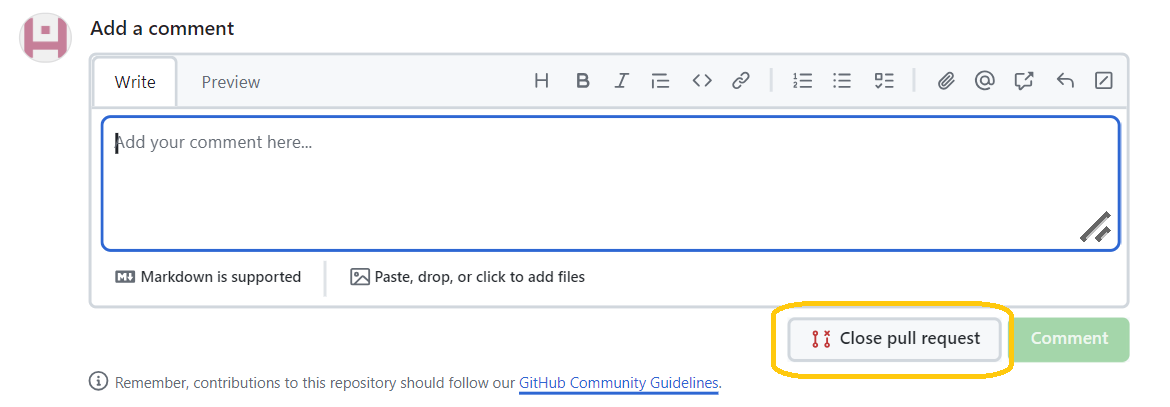 Add a comment
Write Preview
Add your comment here...
Markdown is supported Paste, drop, or click to add files
Close pull request Comment
Remember, contributions to this repository should follow our GitHub Community Guidelines.